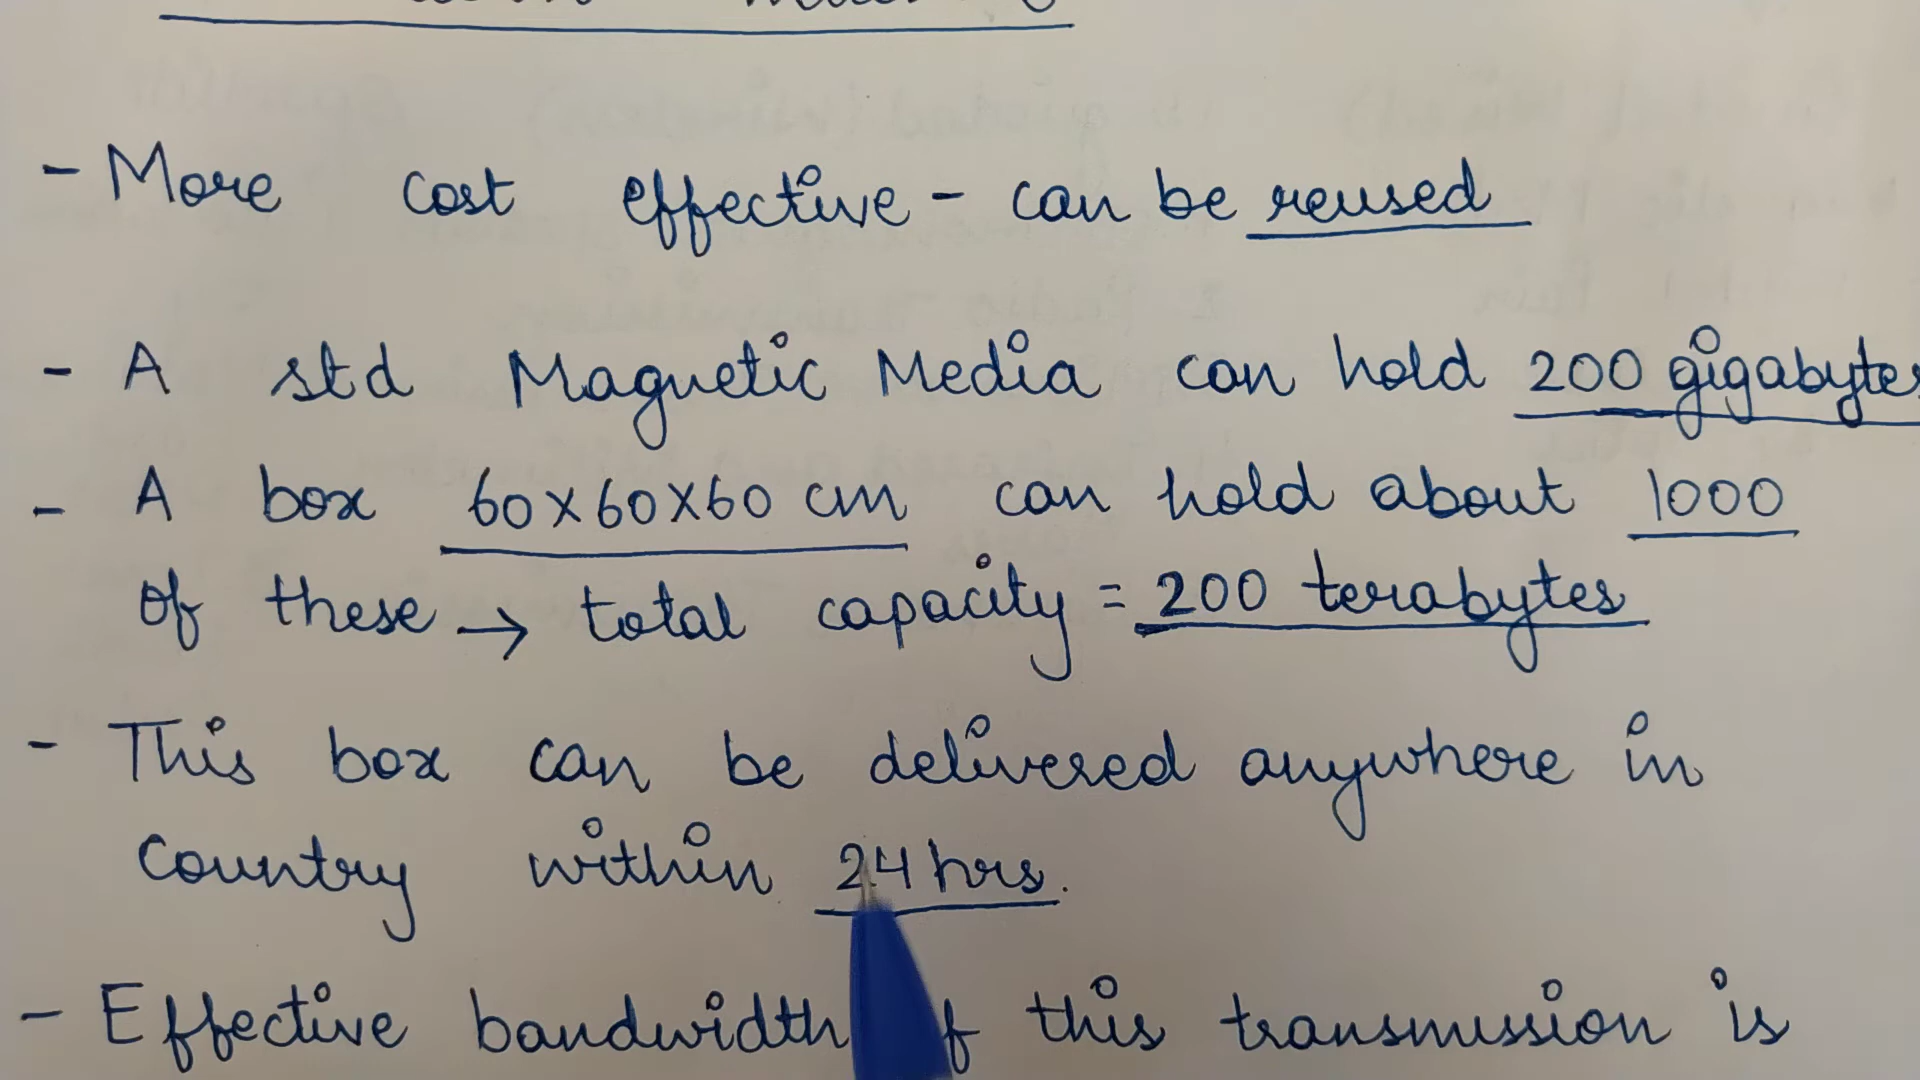 - More cost effective - can be reused
- A std Magnetic Media can hold 200 gigabytes
- A box 60x60x60 cm can hold about 1000
of these → total capacity = 200 terabytes
- This box can be delivered anywhere in
country within 24 hrs.
- Effective bandwidth of this transmission is